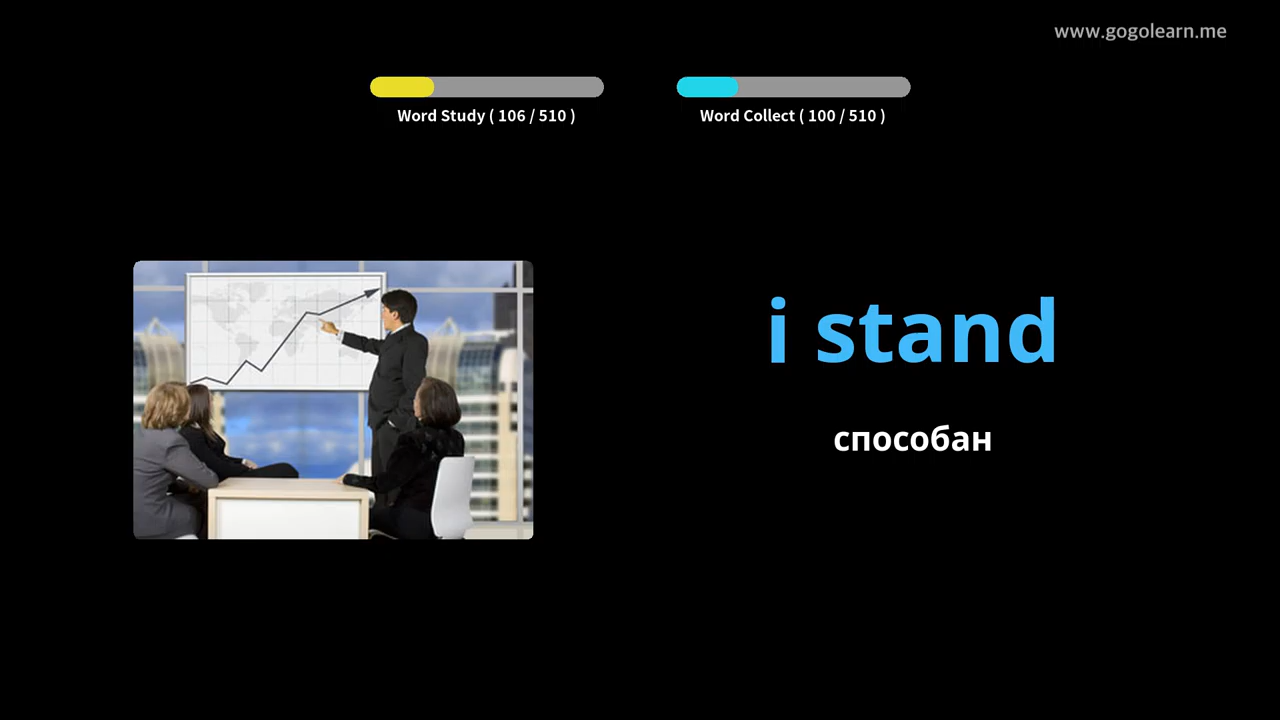 www.gogolearn.me
Word Study ( 106 / 510 )
Word Collect ( 100 / 510 )
i stand
способан